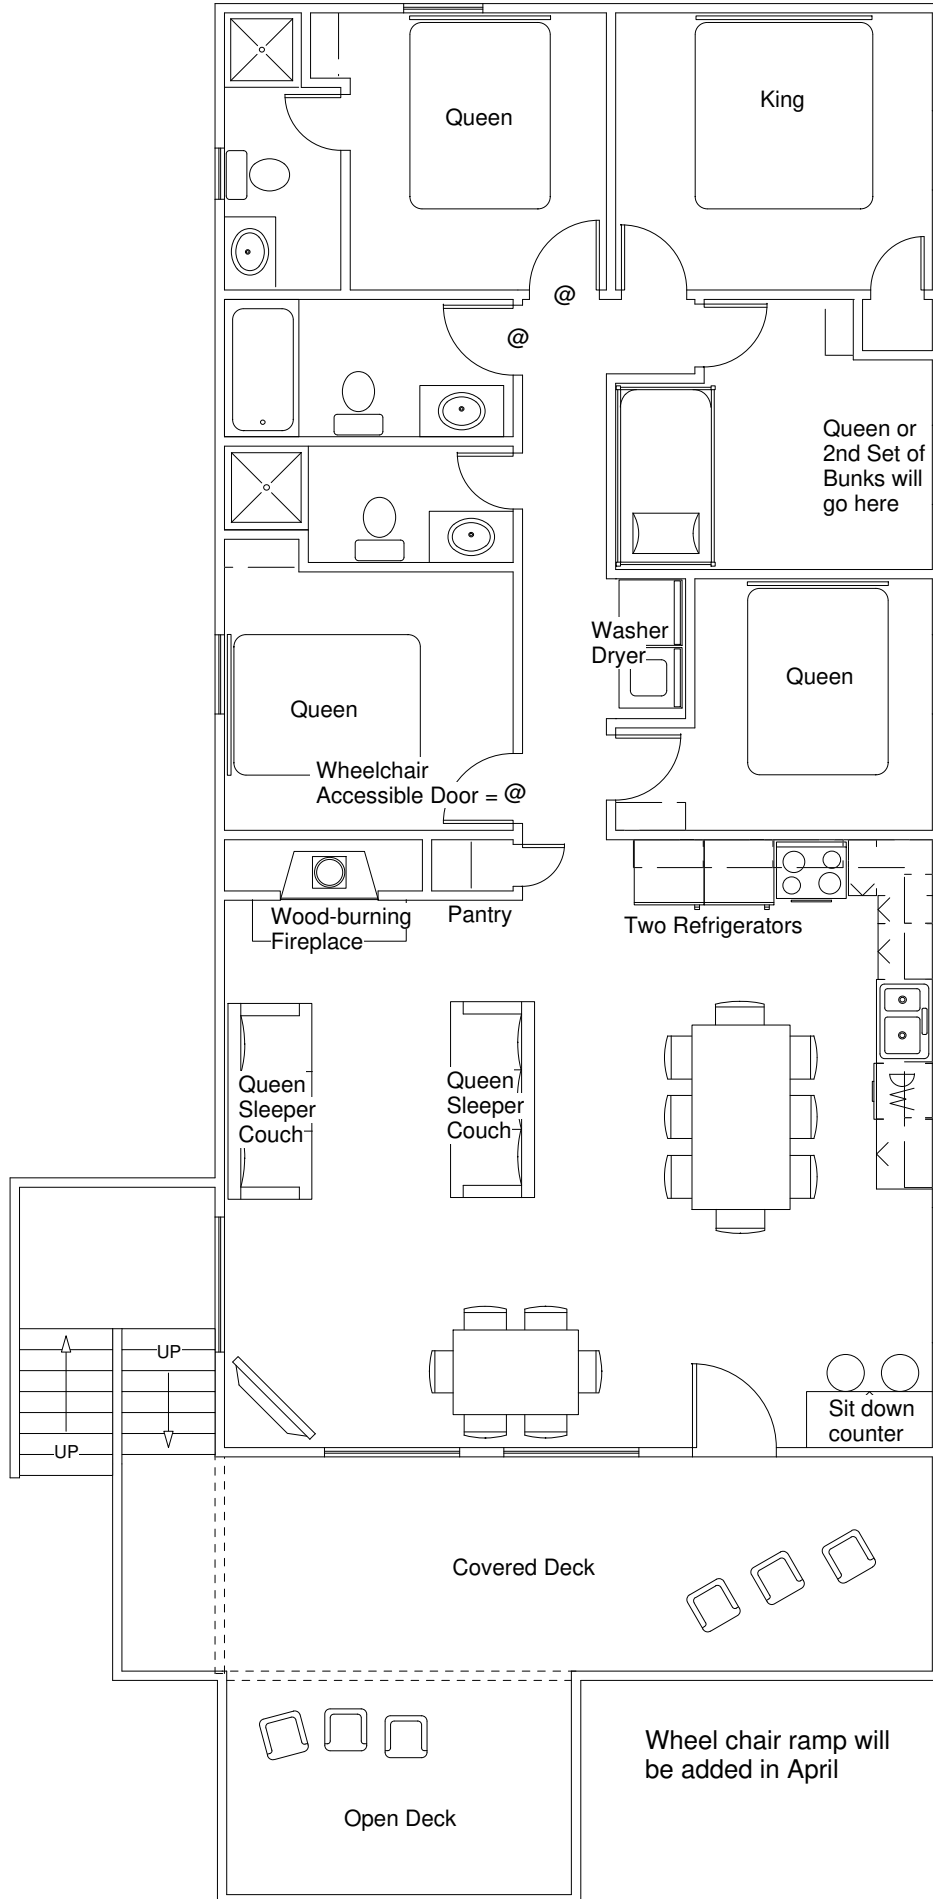 Queen
King
@
@
Queen or
2nd Set of
Bunks will
go here
Washer
Dryer
Queen
Queen
Wheelchair
Accessible Door = @
Wood-burning
Fireplace
Pantry
Two Refrigerators
Queen
Sleeper
Couch
Queen
Sleeper
Couch
DW
UP
UP
Sit down
counter
Covered Deck
Wheel chair ramp will
be added in April
Open Deck